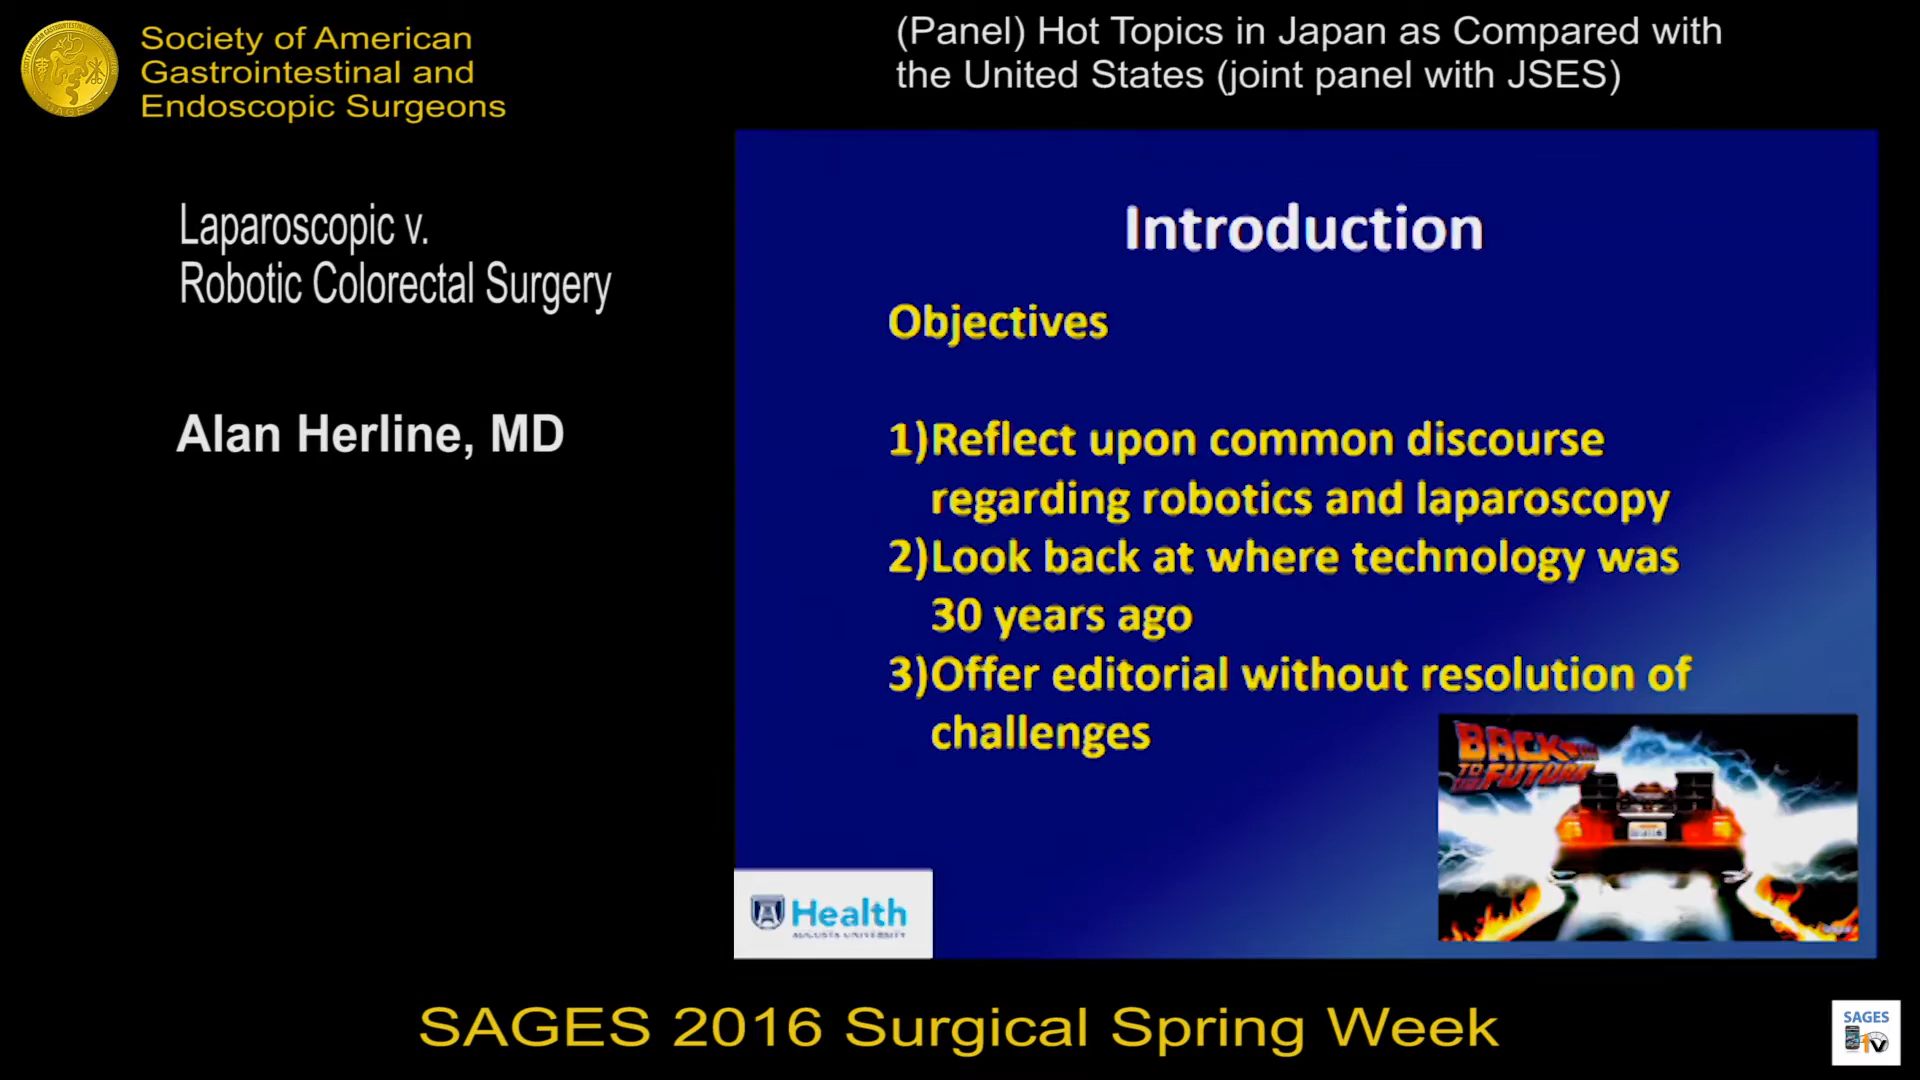 Society of American
Gastrointestinal and
Endoscopic Surgeons
(Panel) Hot Topics in Japan as Compared with
the United States (joint panel with JSES)
Laparoscopic v.
Robotic Colorectal Surgery
Alan Herline, MD
Introduction
Objectives
1)Reflect upon common discourse
regarding robotics and laparoscopy
2)Look back at where technology was
30 years ago
3)Offer editorial without resolution of
challenges
BACK
TO THE FUTURE
Health
AUGUSTA UNIVERSITY
SAGES 2016 Surgical Spring Week
SAGES
TV